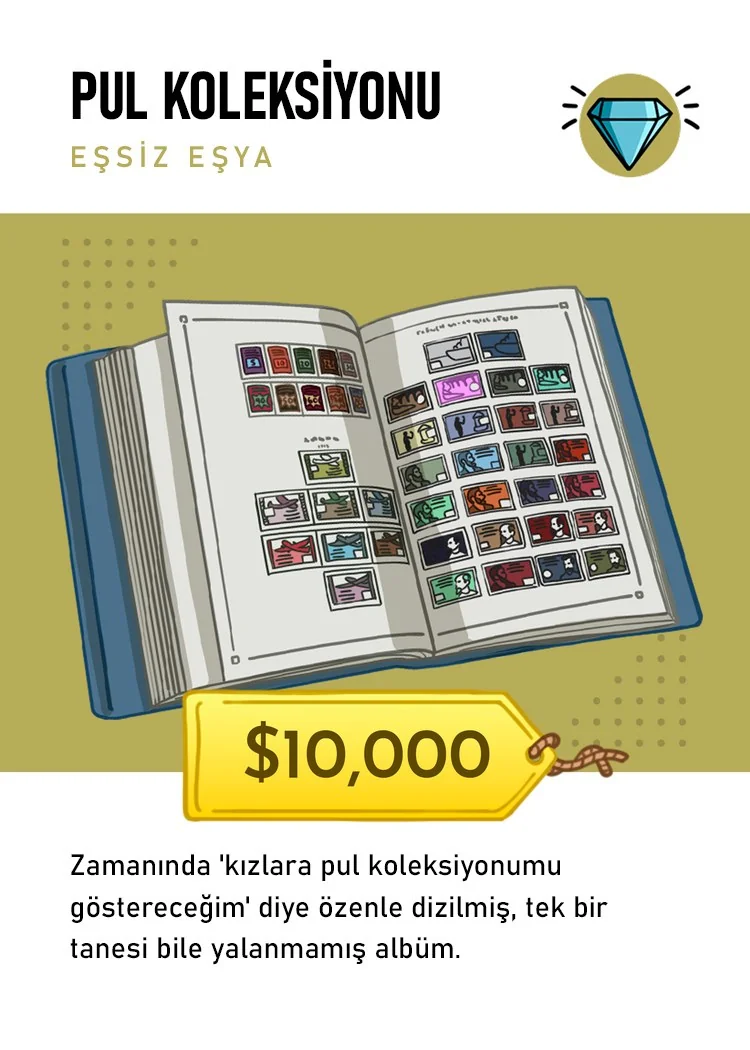 PUL KOLEKSİYONU
EŞSİZ EŞYA
$10,000
Zamanında 'kızlara pul koleksiyonumu
göstereceğim' diye özenle dizilmiş, tek bir
tanesi bile yalanmamış albüm.